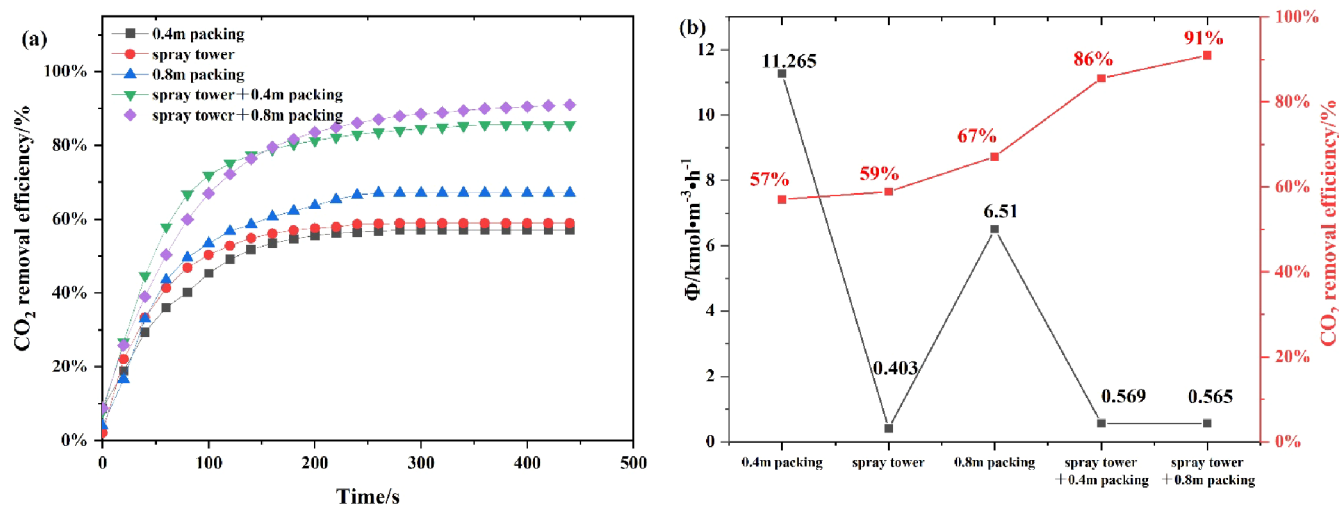 (a)
0.4m packing
spray tower
0.8m packing
spray tower+0.4m packing
spray tower+0.8m packing
CO₂ removal efficiency/%
100%
80%
60%
40%
20%
0%
0
100
200
300
400
500
Time/s
(b)
Φ/kmol•m⁻³•h⁻¹
12
10
8
6
4
2
0
11.265
0.403
6.51
0.569
0.565
57%
59%
67%
86%
91%
100%
80%
60%
40%
20%
0%
CO₂ removal efficiency/%
0.4m packing
spray tower
0.8m packing
spray tower
+0.4m packing
spray tower
+0.8m packing